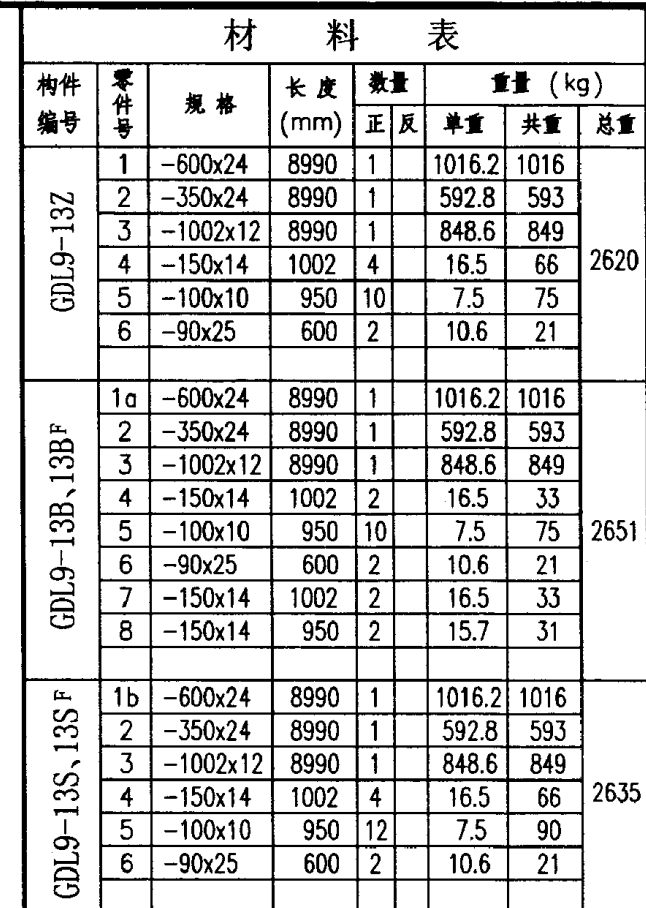 材 料 表
构件编号 零件号 规格 长度(mm) 数量 重量(kg)
正 反 单重 共重 总重
GDL9-13Z
1 -600x24 8990 1 1016.2 1016
2 -350x24 8990 1 592.8 593
3 -1002x12 8990 1 848.6 849
4 -150x14 1002 4 16.5 66 2620
5 -100x10 950 10 7.5 75
6 -90x25 600 2 10.6 21
GDL9-13B、13Bᶠ
1a -600x24 8990 1 1016.2 1016
2 -350x24 8990 1 592.8 593
3 -1002x12 8990 1 848.6 849
4 -150x14 1002 2 16.5 33
5 -100x10 950 10 7.5 75 2651
6 -90x25 600 2 10.6 21
7 -150x14 1002 2 16.5 33
8 -150x14 950 2 15.7 31
GDL9-13S、13Sᶠ
1b -600x24 8990 1 1016.2 1016
2 -350x24 8990 1 592.8 593
3 -1002x12 8990 1 848.6 849
4 -150x14 1002 4 16.5 66 2635
5 -100x10 950 12 7.5 90
6 -90x25 600 2 10.6 21